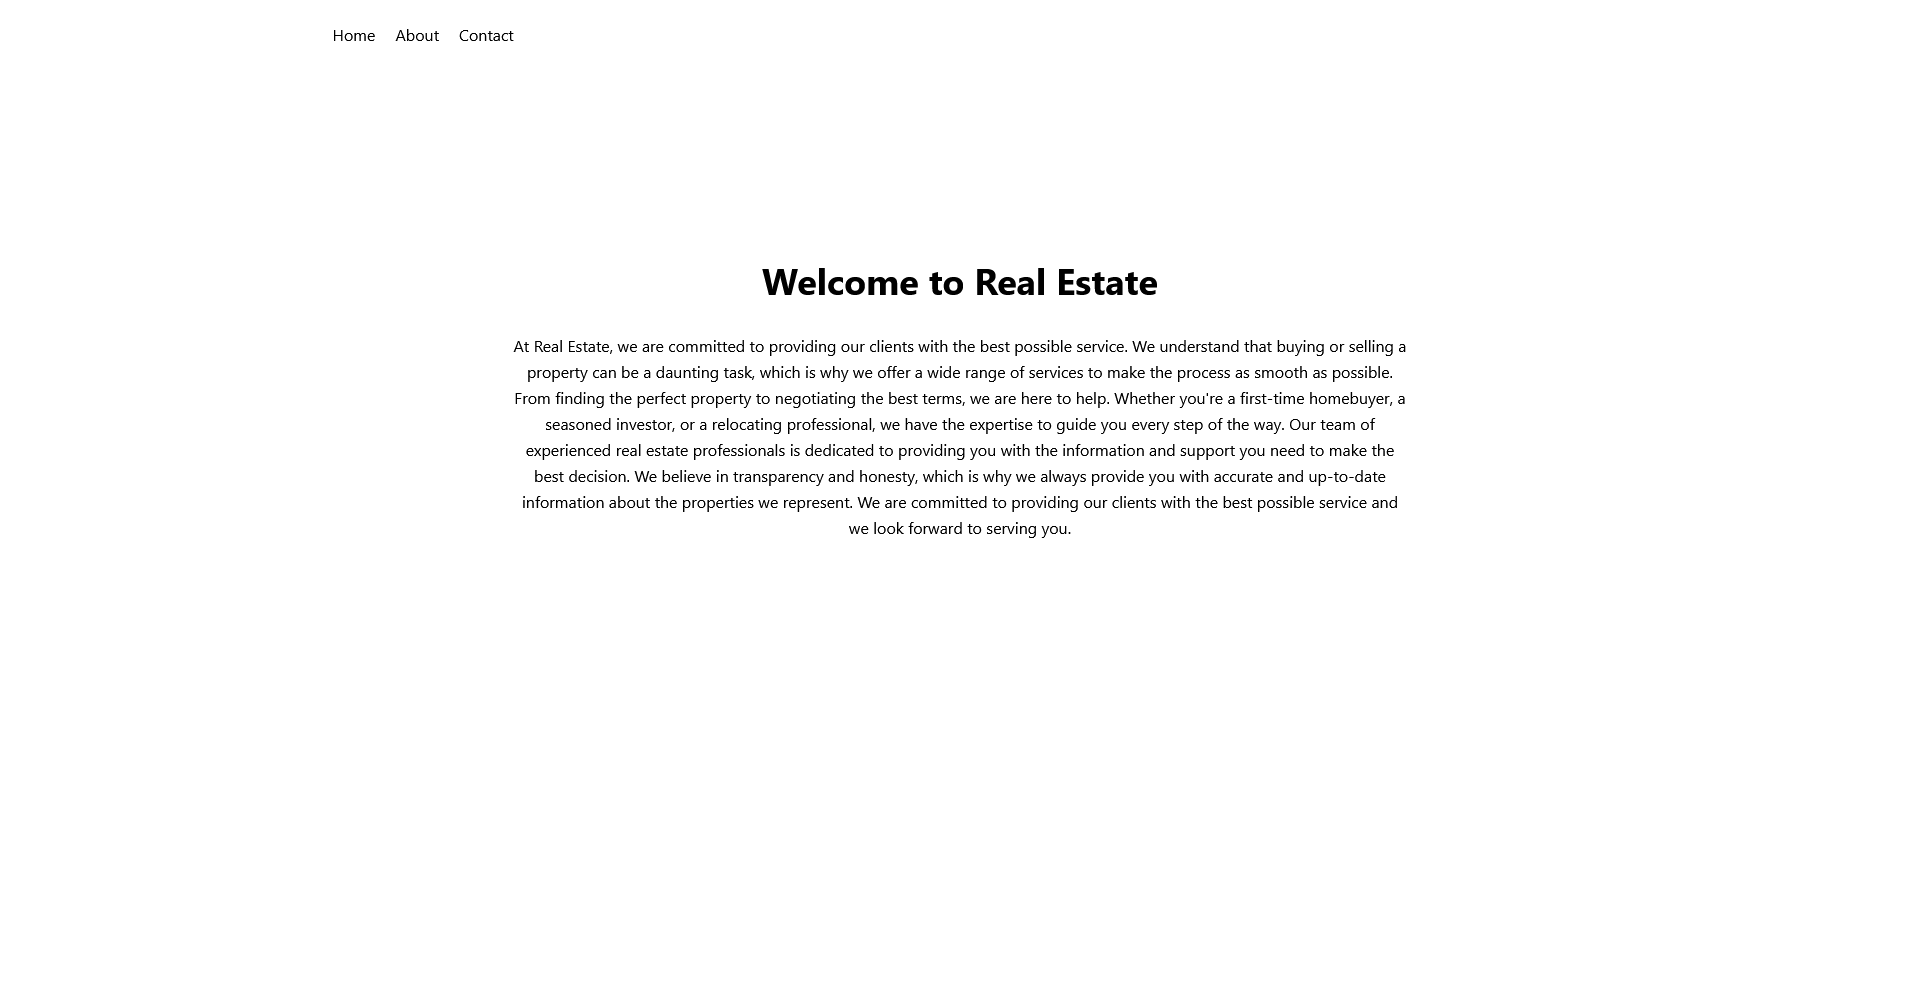 Home About Contact
Welcome to Real Estate
At Real Estate, we are committed to providing our clients with the best possible service. We understand that buying or selling a
property can be a daunting task, which is why we offer a wide range of services to make the process as smooth as possible.
From finding the perfect property to negotiating the best terms, we are here to help. Whether you're a first-time homebuyer, a
seasoned investor, or a relocating professional, we have the expertise to guide you every step of the way. Our team of
experienced real estate professionals is dedicated to providing you with the information and support you need to make the
best decision. We believe in transparency and honesty, which is why we always provide you with accurate and up-to-date
information about the properties we represent. We are committed to providing our clients with the best possible service and
we look forward to serving you.